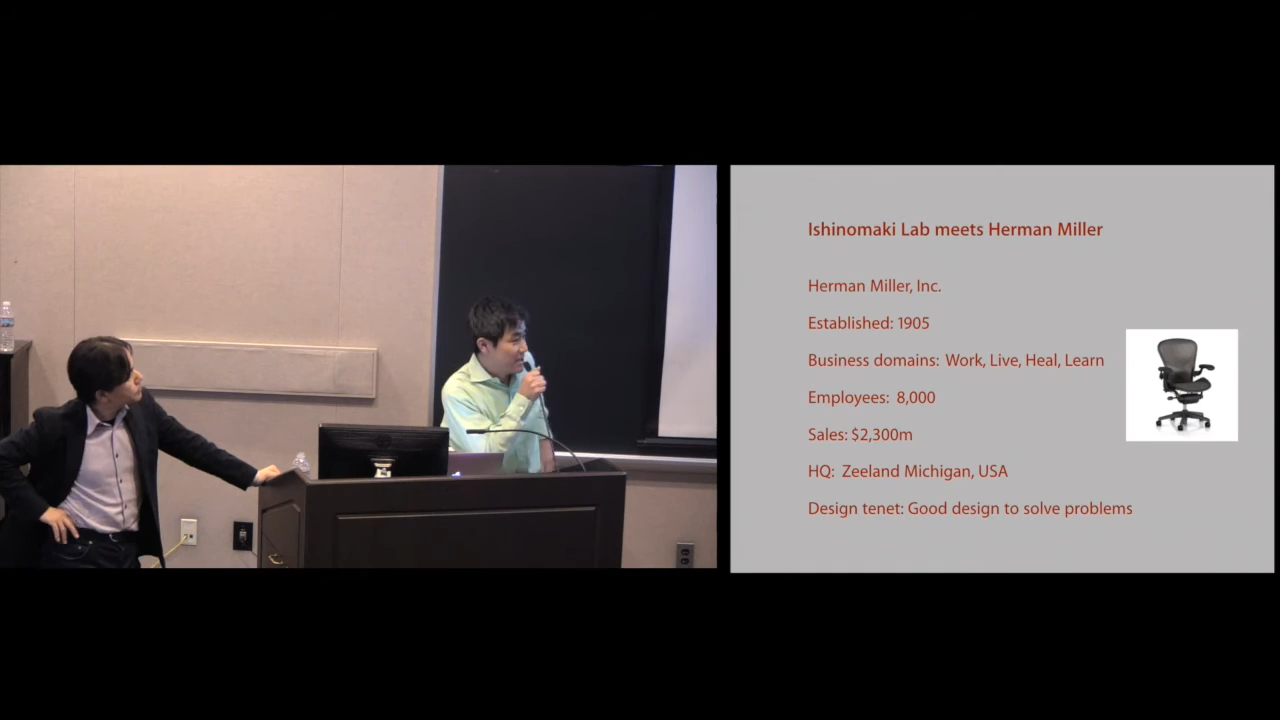 Ishinomaki Lab meets Herman Miller
Herman Miller, Inc.
Established: 1905
Business domains: Work, Live, Heal, Learn
Employees: 8,000
Sales: $2,300m
HQ: Zeeland Michigan, USA
Design tenet: Good design to solve problems